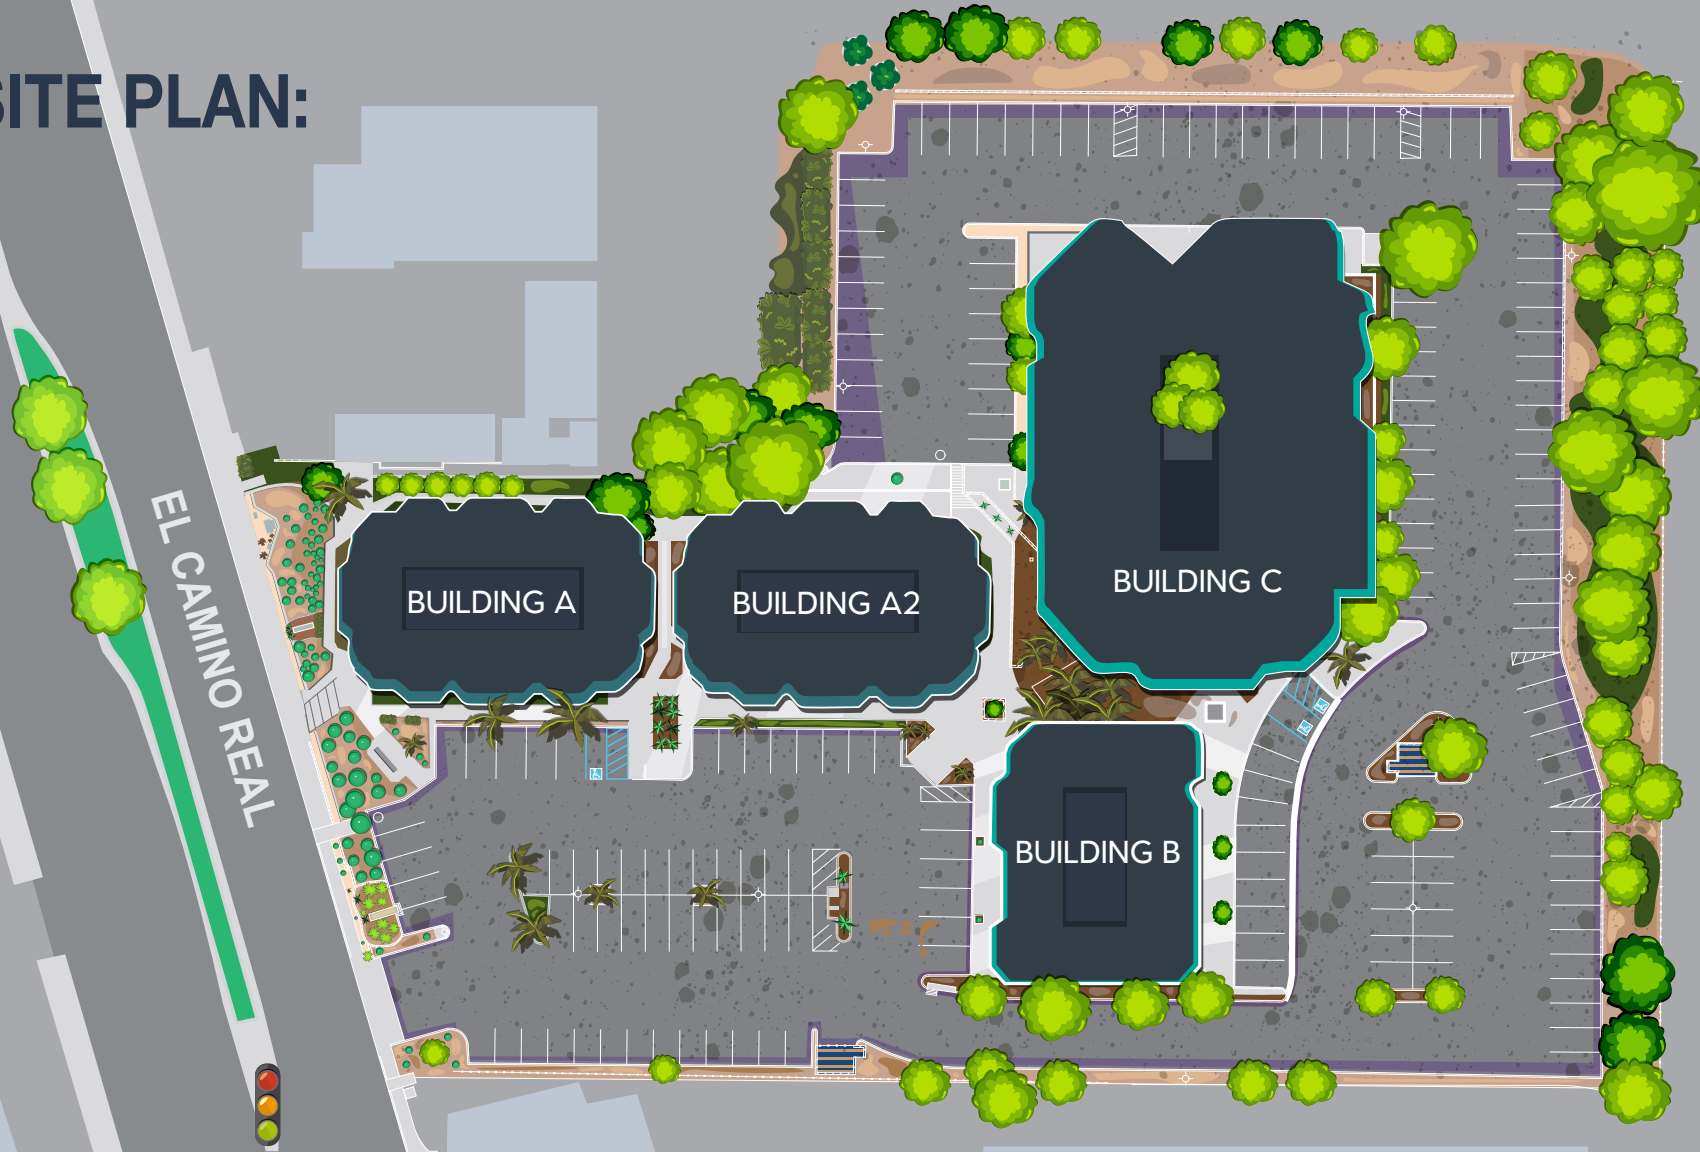 SITE PLAN:
EL CAMINO REAL
BUILDING A
BUILDING A2
BUILDING C
BUILDING B